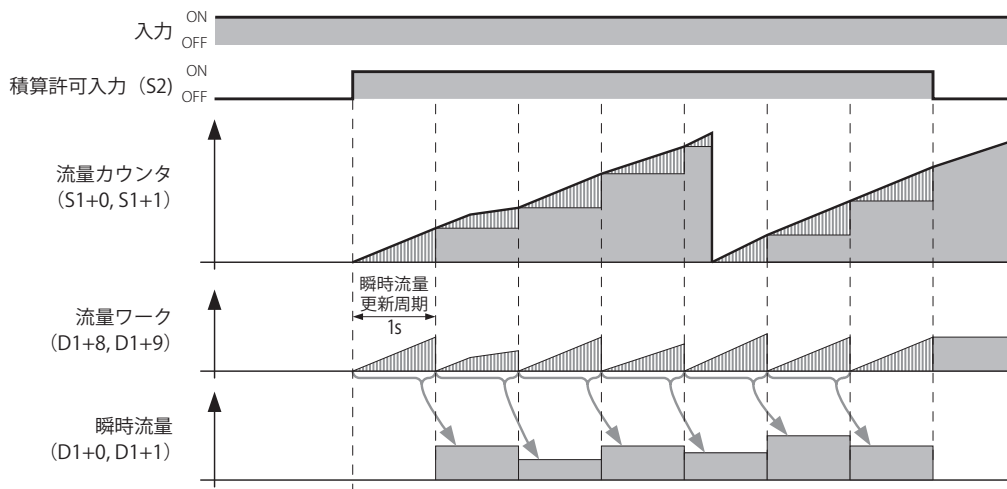 ON
入力
OFF
ON
積算許可入力（S2)
OFF
流量カウンタ
（S1+0, S1+1）
瞬時流量
更新周期
1s
流量ワーク
（D1+8, D1+9）
瞬時流量
（D1+0, D1+1）